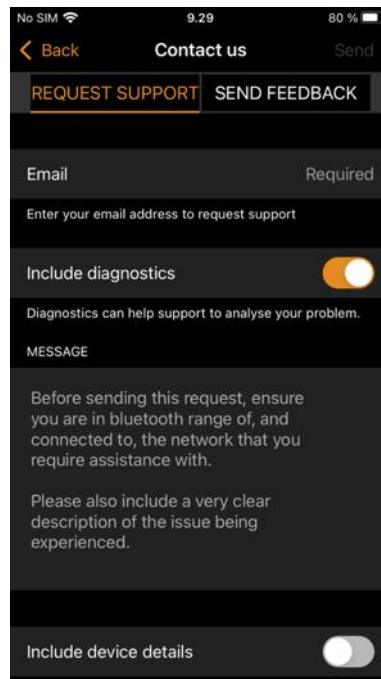 No SIM 9.29 80 %
Back Contact us Send
REQUEST SUPPORT SEND FEEDBACK
Email Required
Enter your email address to request support
Include diagnostics
Diagnostics can help support to analyse your problem.
MESSAGE
Before sending this request, ensure
you are in bluetooth range of, and
connected to, the network that you
require assistance with.
Please also include a very clear
description of the issue being
experienced.
Include device details